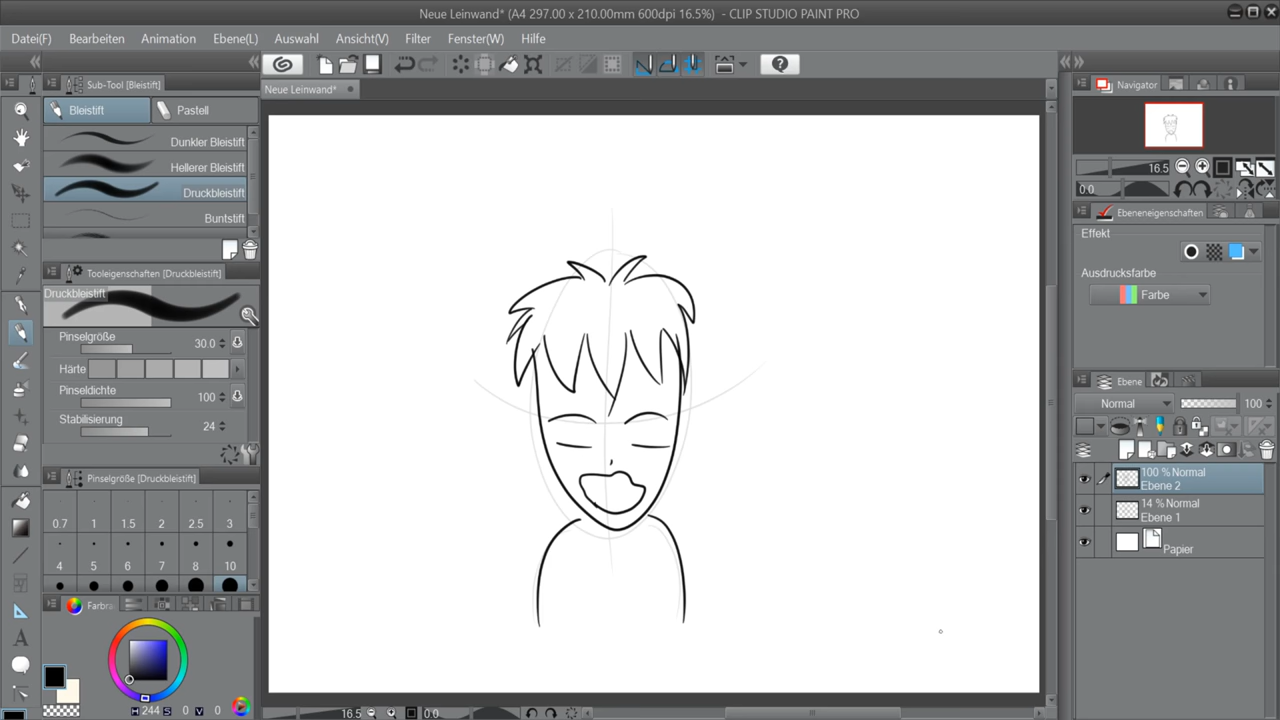 Neue Leinwand* (A4 297.00 x 210.00mm 600dpi 16.5%) - CLIP STUDIO PAINT PRO
Datei(F) Bearbeiten Animation Ebene(L) Auswahl Ansicht(V) Filter Fenster(W) Hilfe
Sub-Tool [Bleistift]
Neue Leinwand*
Navigator
Bleistift Pastell
Dunkler Bleistift
Hellerer Bleistift
Druckbleistift
Buntstift
16.5
0.0
Ebeneneigenschaften
Effekt
Ausdrucksfarbe
Farbe
Tooleigenschaften [Druckbleistift]
Druckbleistift
Pinselgröße 30.0
Härte
Pinseldichte 100
Stabilisierung 24
Pinselgröße [Druckbleistift]
0.7 1 1.5 2 2.5 3
4 5 6 7 8 10
Farbra
H 244 S 0 V 0
Ebene
Normal 100
100 % Normal
Ebene 2
14 % Normal
Ebene 1
Papier
16.5 0.0